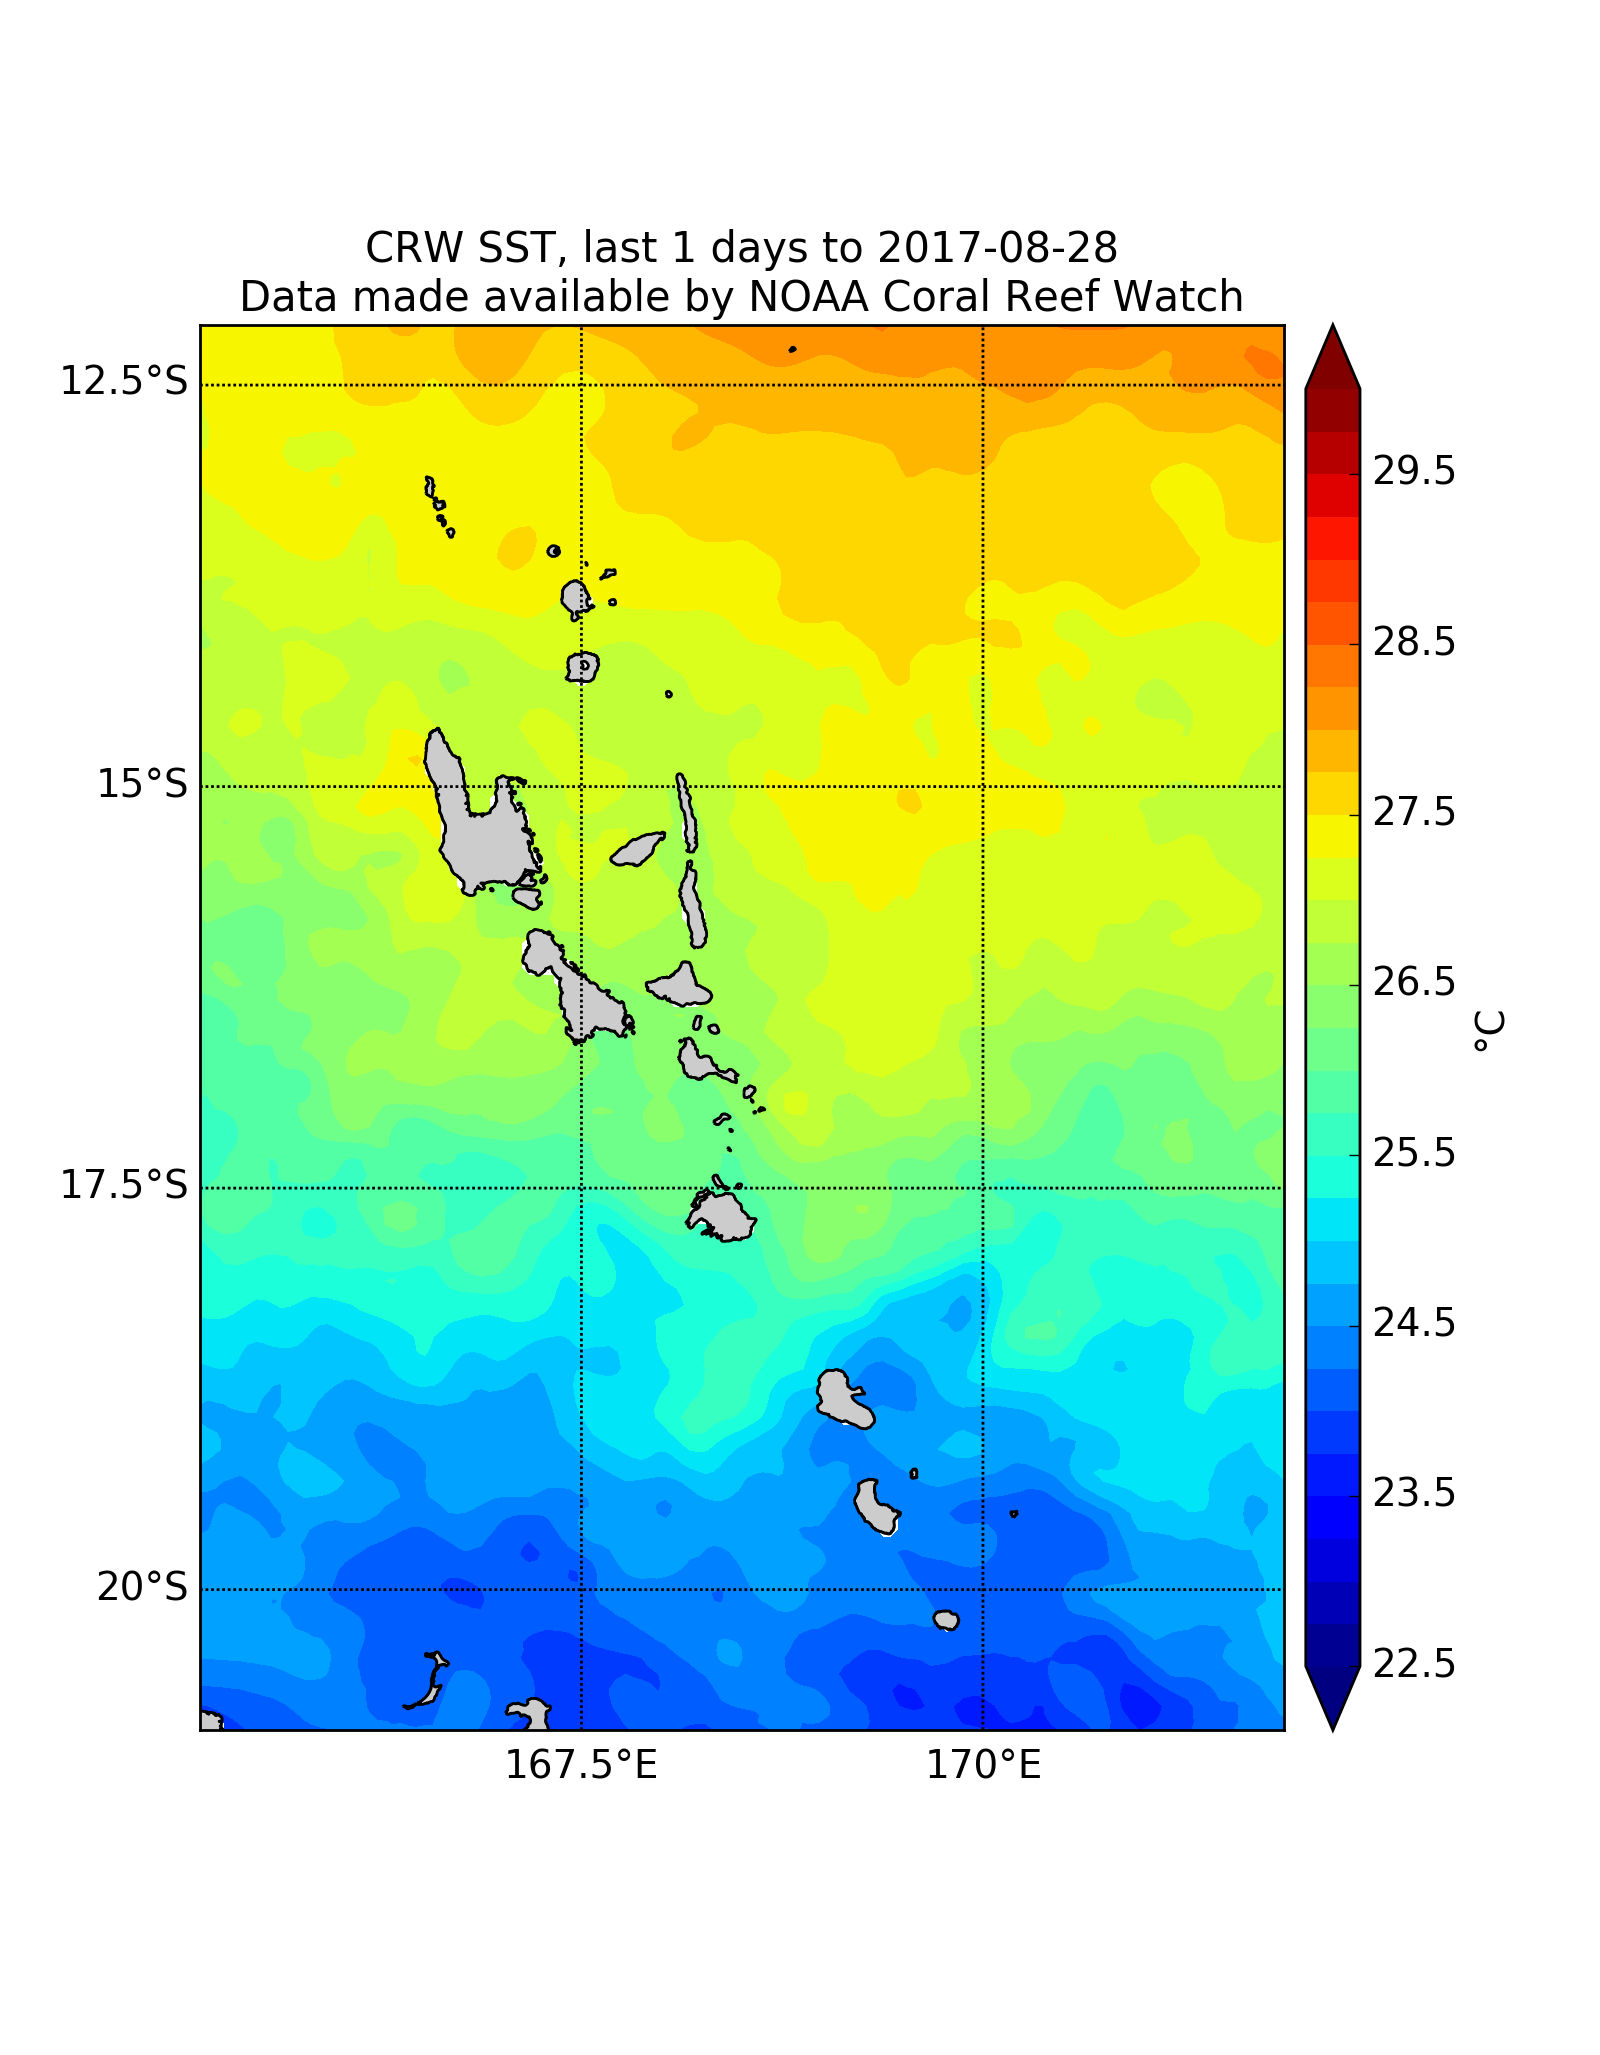 CRW SST, last 1 days to 2017-08-28
Data made available by NOAA Coral Reef Watch
12.5°S
15°S
17.5°S
20°S
167.5°E
170°E
29.5
28.5
27.5
26.5
25.5
24.5
23.5
22.5
°C